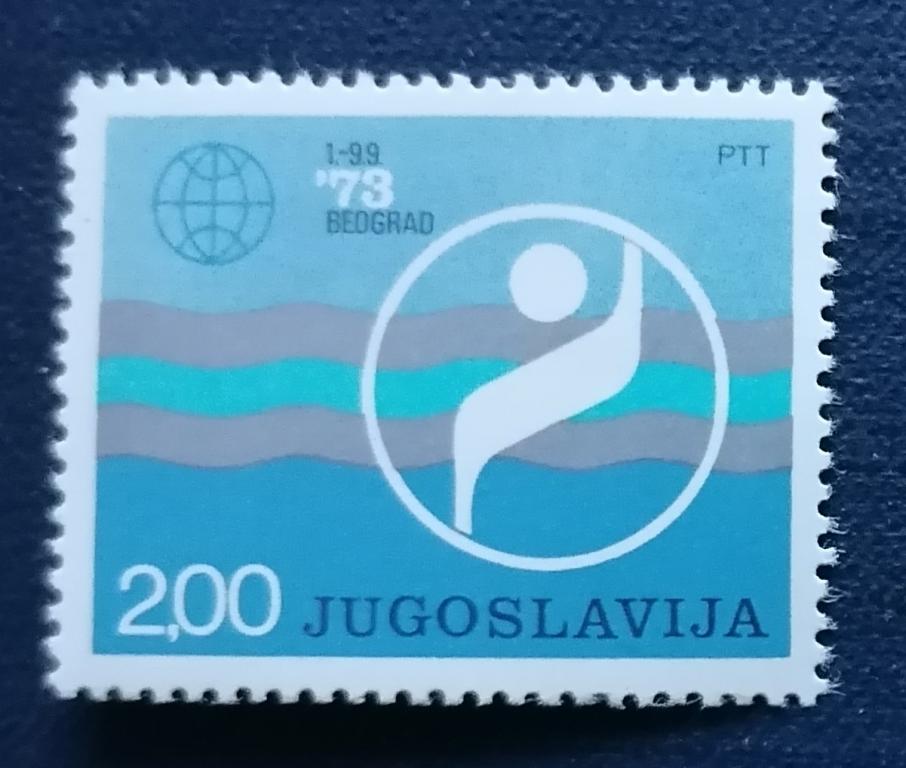 1.-9.9.
'73
BEOGRAD
PTT
2,00 JUGOSLAVIJA